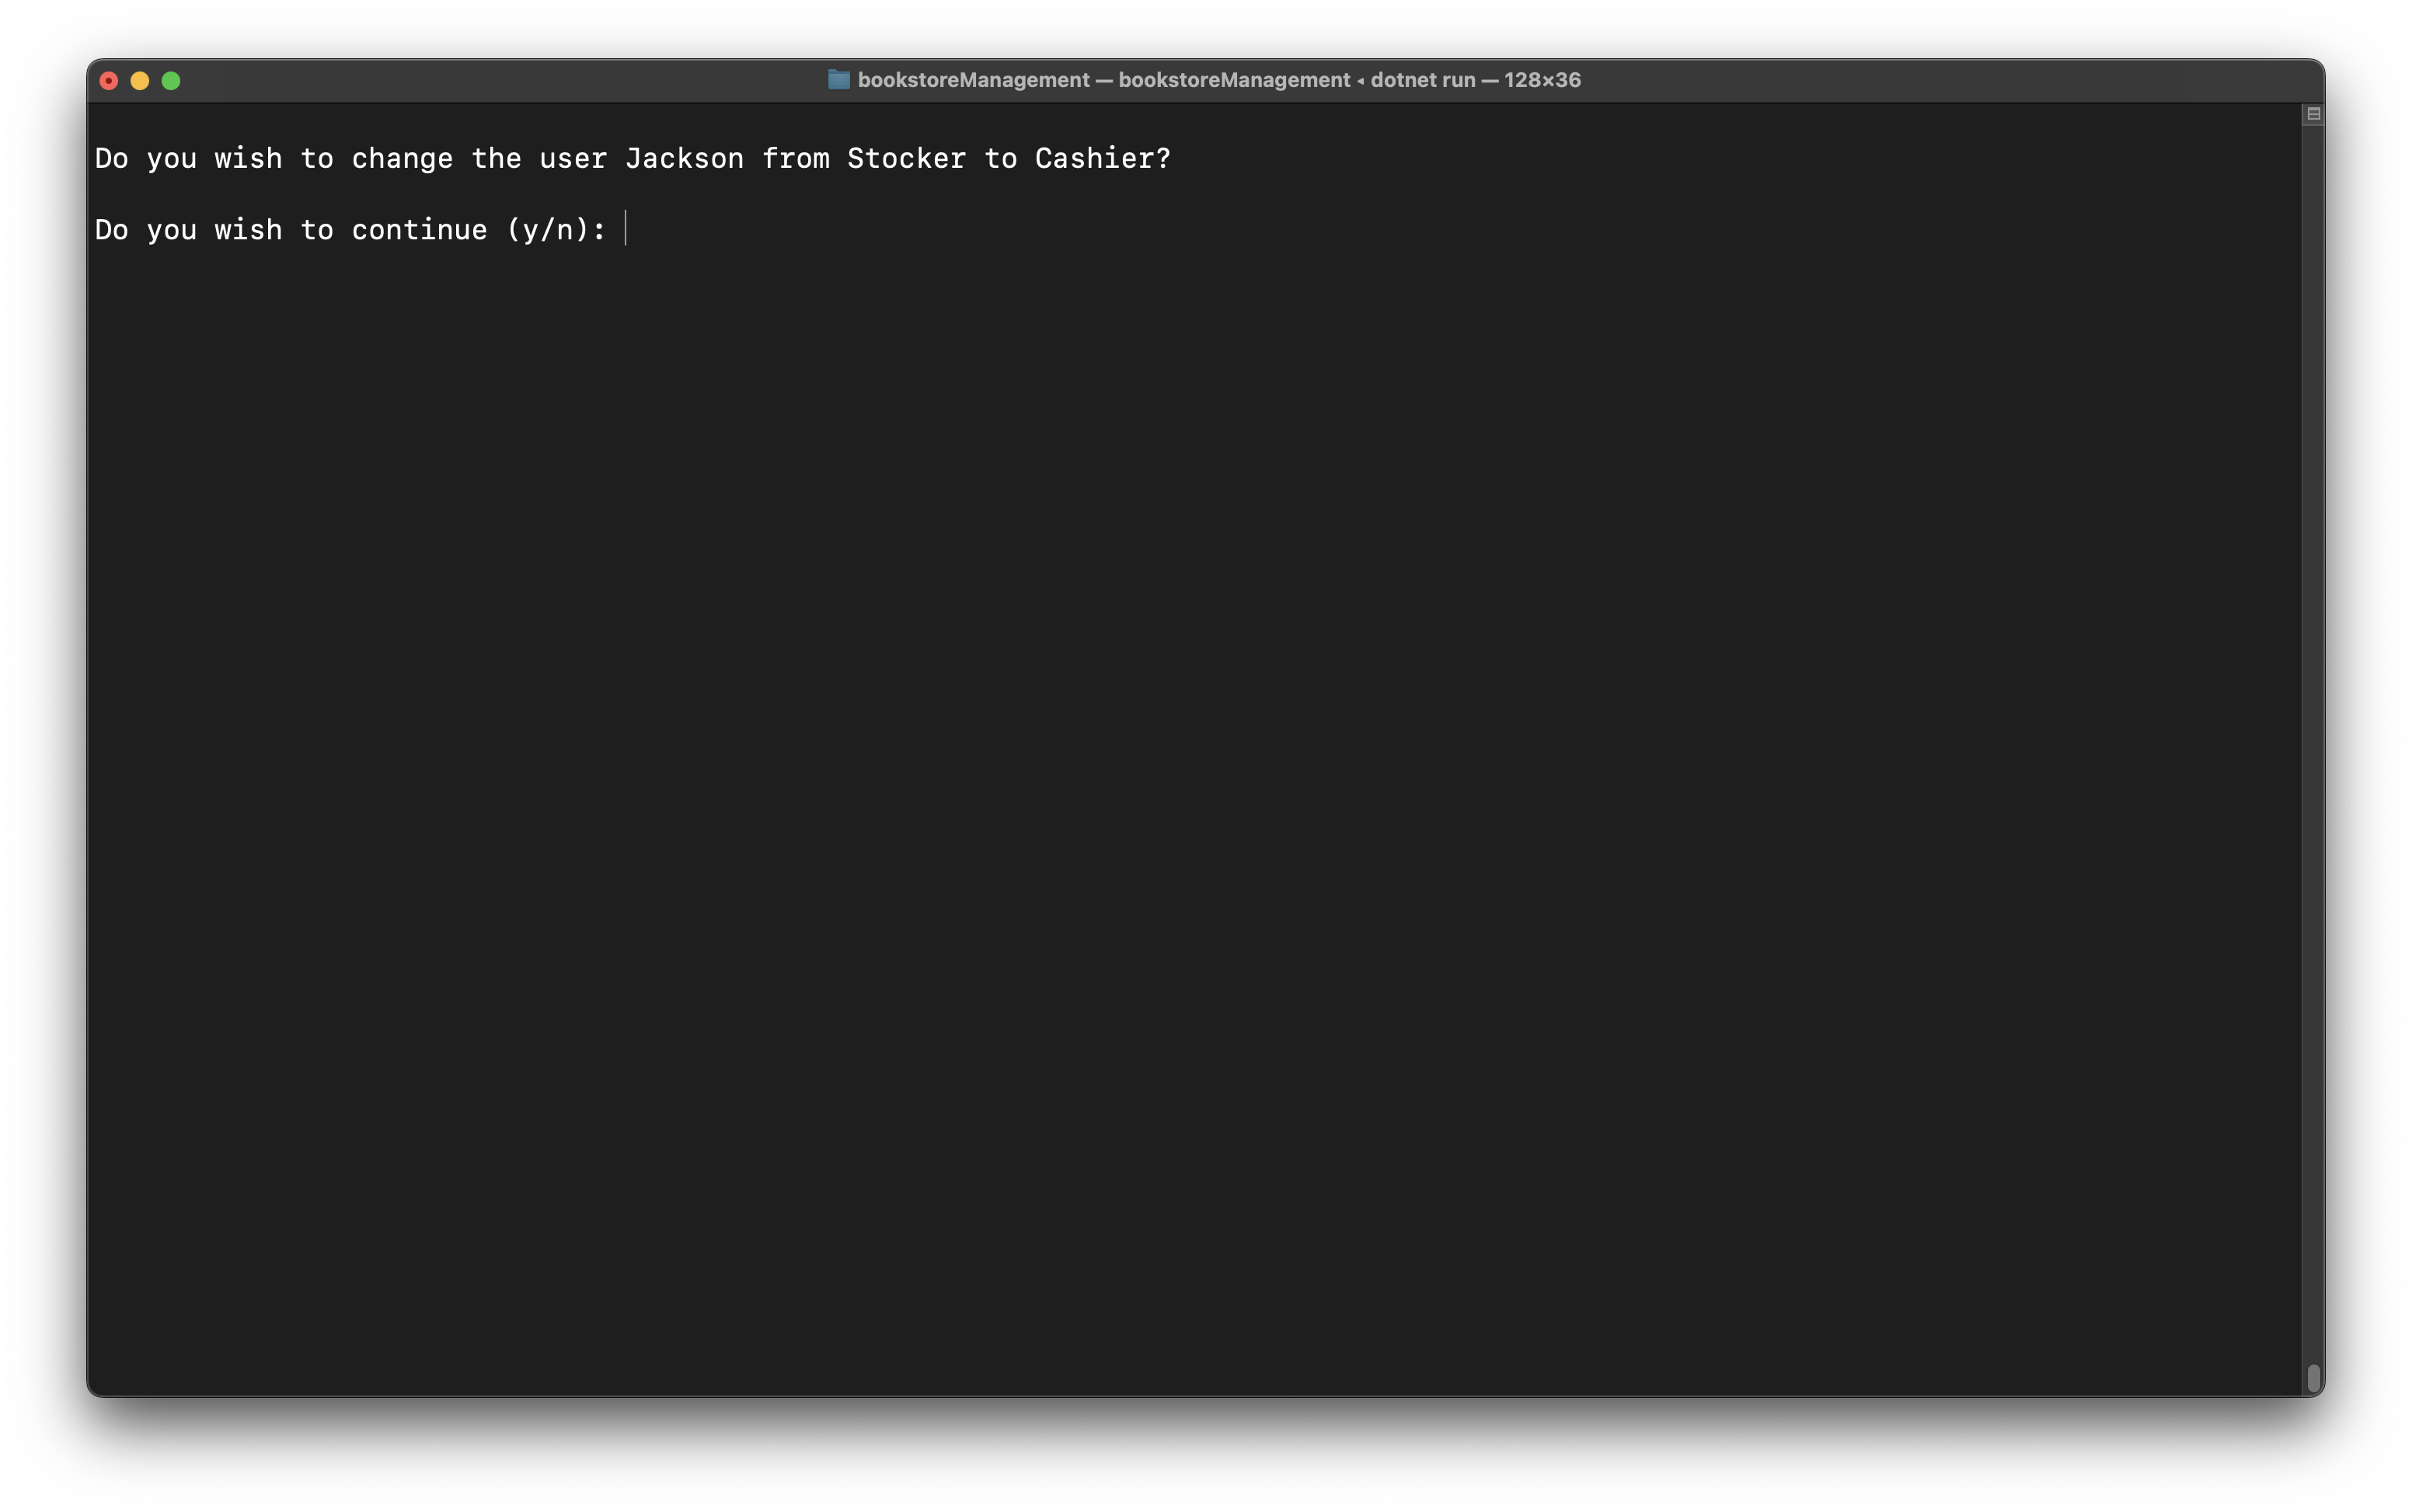 bookstoreManagement — bookstoreManagement ◂ dotnet run — 128×36
Do you wish to change the user Jackson from Stocker to Cashier?
Do you wish to continue (y/n):